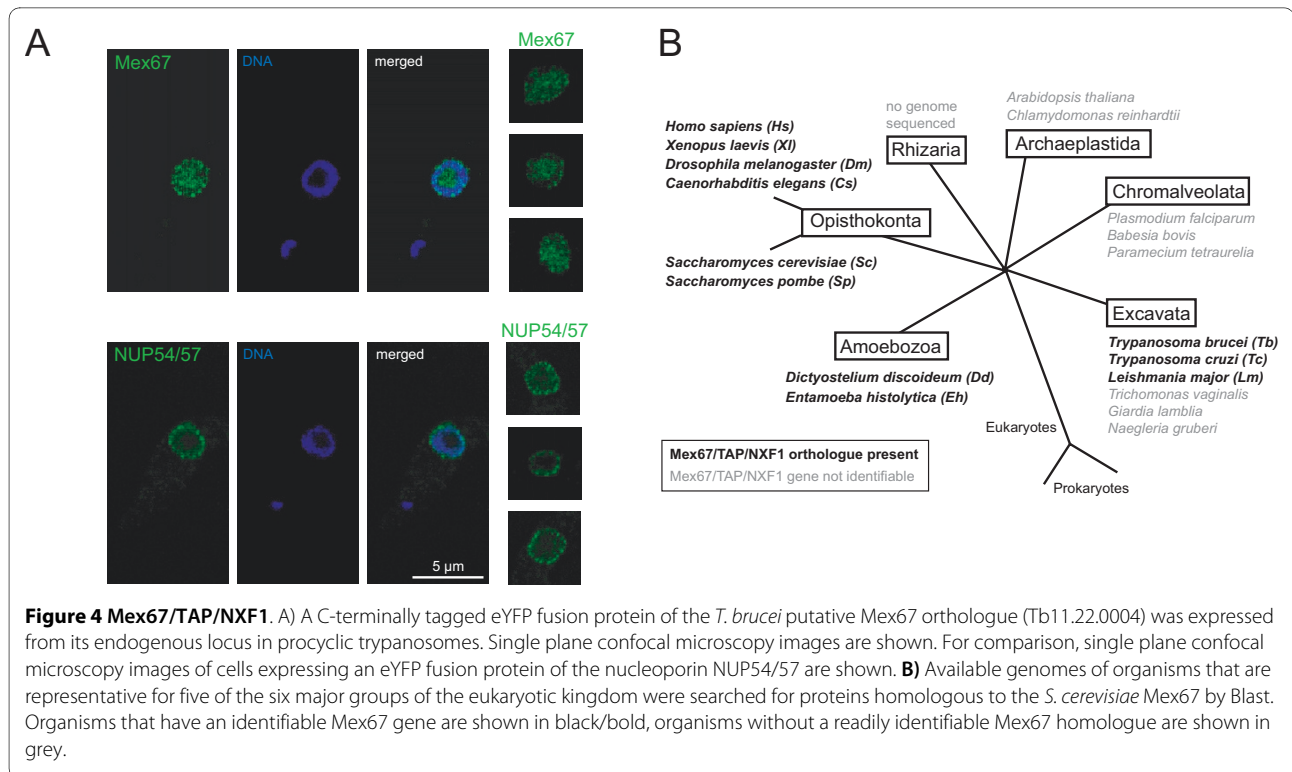 A
Mex67
DNA
merged
Mex67
NUP54/57
DNA
merged
5 µm
NUP54/57
B
Homo sapiens (Hs)
Xenopus laevis (Xl)
Drosophila melanogaster (Dm)
Caenorhabditis elegans (Cs)
Opisthokonta
Saccharomyces cerevisiae (Sc)
Saccharomyces pombe (Sp)
no genome
sequenced
Rhizaria
Arabidopsis thaliana
Chlamydomonas reinhardtii
Archaeplastida
Chromalveolata
Plasmodium falciparum
Babesia bovis
Paramecium tetraurelia
Excavata
Trypanosoma brucei (Tb)
Trypanosoma cruzi (Tc)
Leishmania major (Lm)
Trichomonas vaginalis
Giardia lamblia
Naegleria gruberi
Amoebozoa
Dictyostelium discoideum (Dd)
Entamoeba histolytica (Eh)
Eukaryotes
Prokaryotes
Mex67/TAP/NXF1 orthologue present
Mex67/TAP/NXF1 gene not identifiable
Figure 4 Mex67/TAP/NXF1. A) A C-terminally tagged eYFP fusion protein of the T. brucei putative Mex67 orthologue (Tb11.22.0004) was expressed
from its endogenous locus in procyclic trypanosomes. Single plane confocal microscopy images are shown. For comparison, single plane confocal
microscopy images of cells expressing an eYFP fusion protein of the nucleoporin NUP54/57 are shown. B) Available genomes of organisms that are
representative for five of the six major groups of the eukaryotic kingdom were searched for proteins homologous to the S. cerevisiae Mex67 by Blast.
Organisms that have an identifiable Mex67 gene are shown in black/bold, organisms without a readily identifiable Mex67 homologue are shown in
grey.